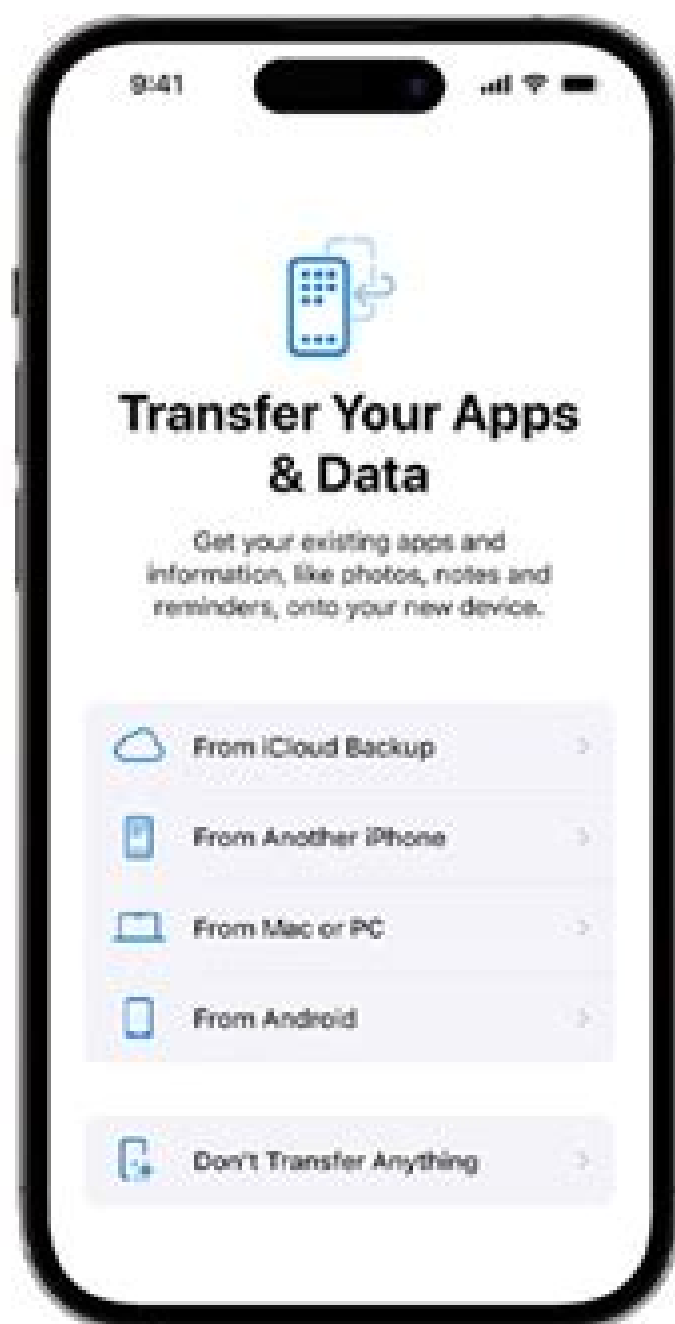 9:41
Transfer Your Apps
& Data
Get your existing apps and
information, like photos, notes and
reminders, onto your new device.
From iCloud Backup
From Another iPhone
From Mac or PC
From Android
Don't Transfer Anything